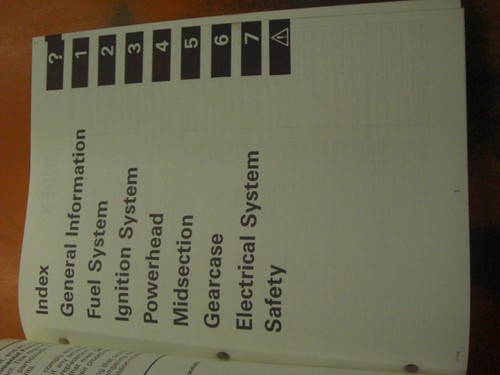 Index ?
General Information 1
Fuel System 2
Ignition System 3
Powerhead 4
Midsection 5
Gearcase 6
Electrical System 7
Safety ⚠